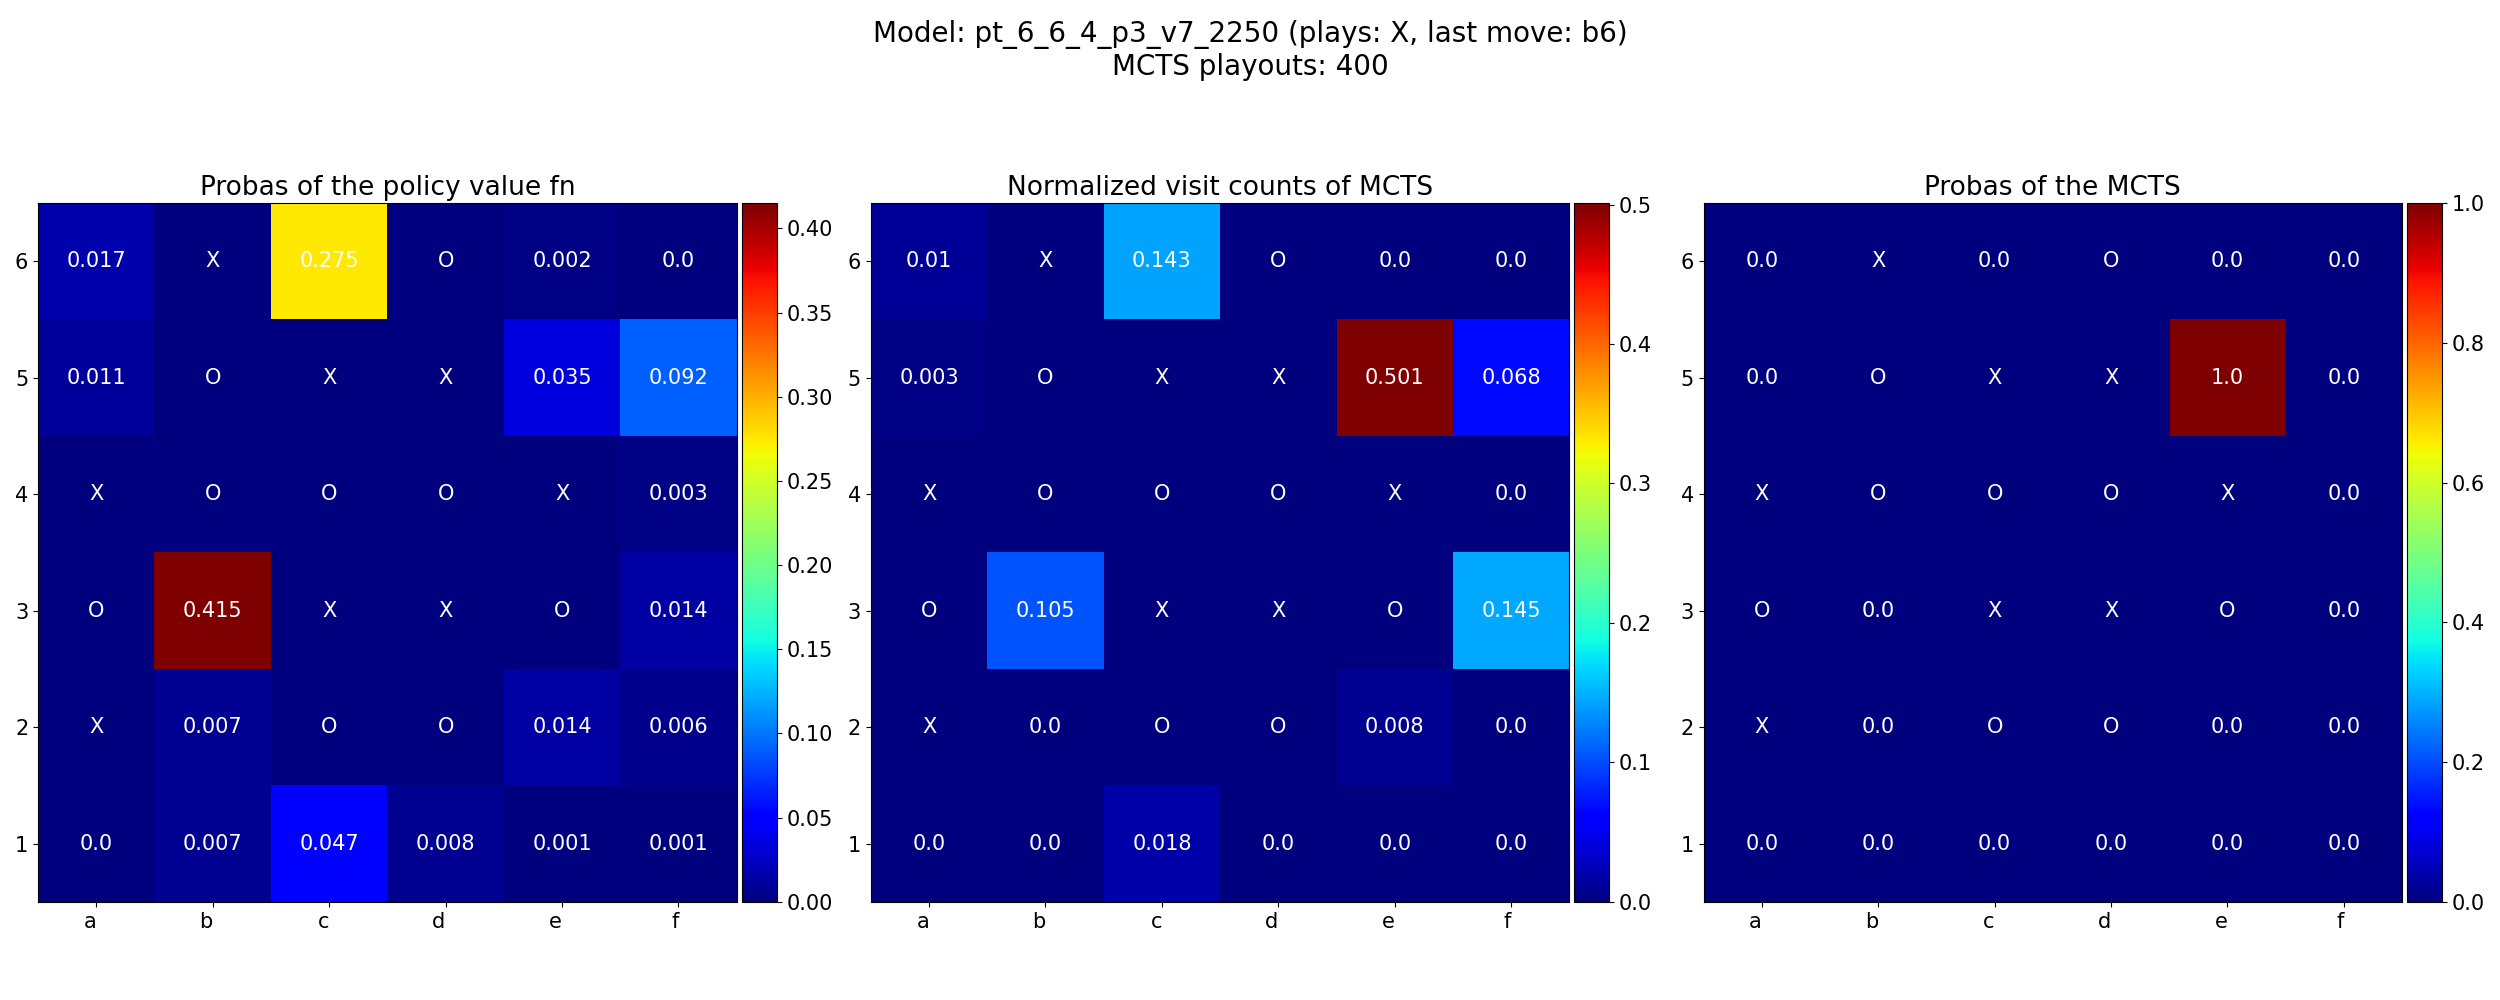 Model: pt_6_6_4_p3_v7_2250 (plays: X, last move: b6)
MCTS playouts: 400
Probas of the policy value fn
6 0.017 X 0.275 O 0.002 0.0
5 0.011 O X X 0.035 0.092
4 X O O O X 0.003
3 O 0.415 X X O 0.014
2 X 0.007 O O 0.014 0.006
1 0.0 0.007 0.047 0.008 0.001 0.001
a b c d e f
0.40
0.35
0.30
0.25
0.20
0.15
0.10
0.05
0.00
Normalized visit counts of MCTS
6 0.01 X 0.143 O 0.0 0.0
5 0.003 O X X 0.501 0.068
4 X O O O X 0.0
3 O 0.105 X X O 0.145
2 X 0.0 O O 0.008 0.0
1 0.0 0.0 0.018 0.0 0.0 0.0
a b c d e f
0.5
0.4
0.3
0.2
0.1
0.0
Probas of the MCTS
6 0.0 X 0.0 O 0.0 0.0
5 0.0 O X X 1.0 0.0
4 X O O O X 0.0
3 O 0.0 X X O 0.0
2 X 0.0 O O 0.0 0.0
1 0.0 0.0 0.0 0.0 0.0 0.0
a b c d e f
1.0
0.8
0.6
0.4
0.2
0.0